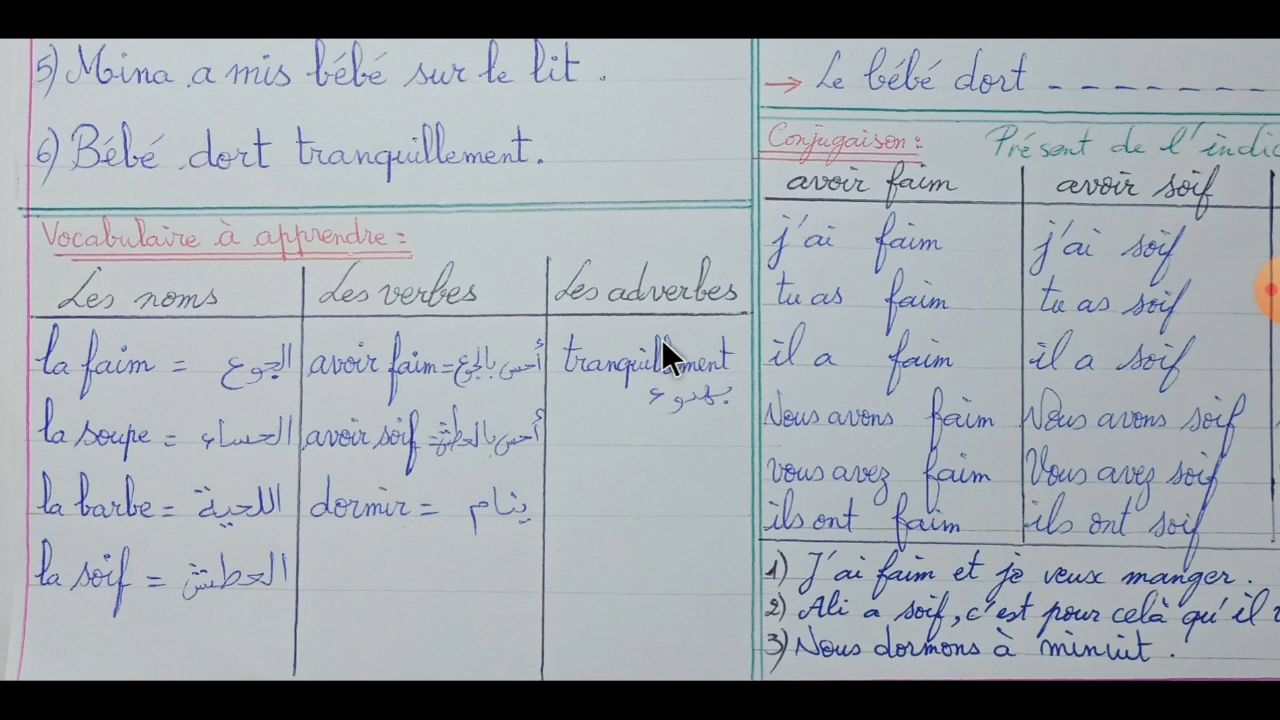 5) Mina a mis bébé sur le lit.
6) Bébé dort tranquillement.
Vocabulaire à apprendre :
Les noms Les verbes Les adverbes
la faim = الجوع avoir faim = أحس بالجوع tranquillement
بهدوء
la soupe = الحساء avoir soif = أحس بالعطش
la barbe = اللحية dormir = ينام
la soif = العطش
→ Le bébé dort - - - - - - - -
Conjugaison : Présent de l'indic
avoir faim avoir soif
j'ai faim j'ai soif
tu as faim tu as soif
il a faim il a soif
Nous avons faim Nous avons soif
vous avez faim Vous avez soif
ils ont faim ils ont soif
1) J'ai faim et je veux manger.
2) Ali a soif, c'est pour celà qu'il
3) Nous dormons à minuit.